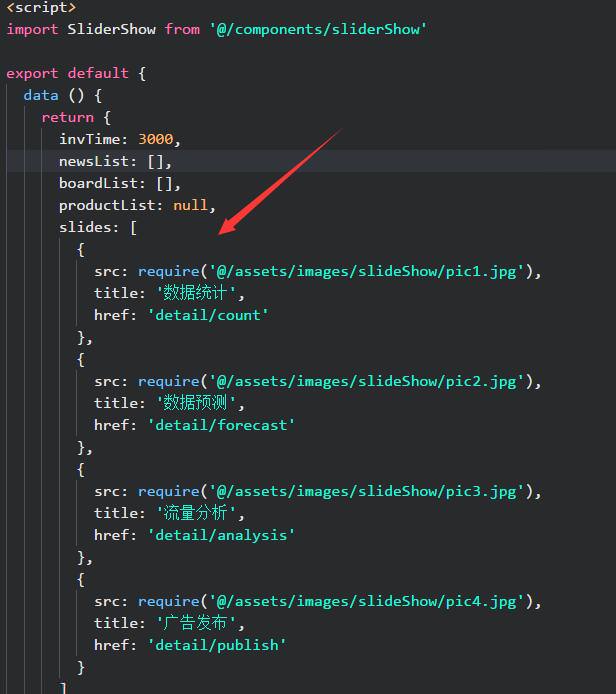 <script>
import SliderShow from '@/components/sliderShow'
export default {
data () {
return {
invTime: 3000,
newsList: [],
boardList: [],
productList: null,
slides: [
{
src: require('@/assets/images/slideShow/pic1.jpg'),
title: '数据统计',
href: 'detail/count'
},
{
src: require('@/assets/images/slideShow/pic2.jpg'),
title: '数据预测',
href: 'detail/forecast'
},
{
src: require('@/assets/images/slideShow/pic3.jpg'),
title: '流量分析',
href: 'detail/analysis'
},
{
src: require('@/assets/images/slideShow/pic4.jpg'),
title: '广告发布',
href: 'detail/publish'
}
]